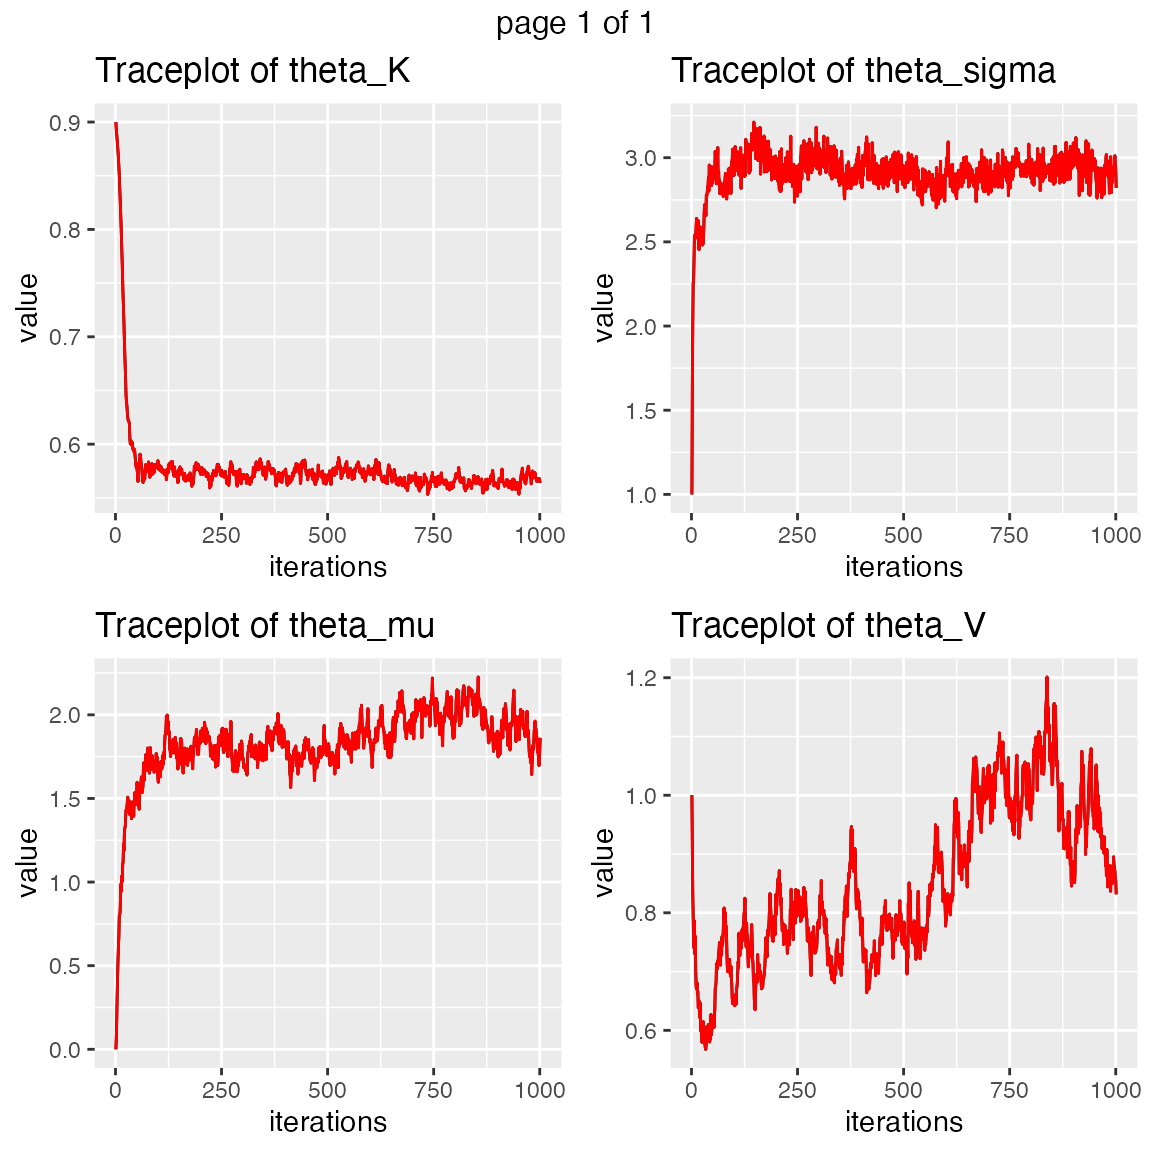 page 1 of 1
Traceplot of theta_K
value
0.9
0.8
0.7
0.6
0
250
500
750
1000
iterations
Traceplot of theta_sigma
value
3.0
2.5
2.0
1.5
1.0
0
250
500
750
1000
iterations
Traceplot of theta_mu
value
2.0
1.5
1.0
0.5
0.0
0
250
500
750
1000
iterations
Traceplot of theta_V
value
1.2
1.0
0.8
0.6
0
250
500
750
1000
iterations